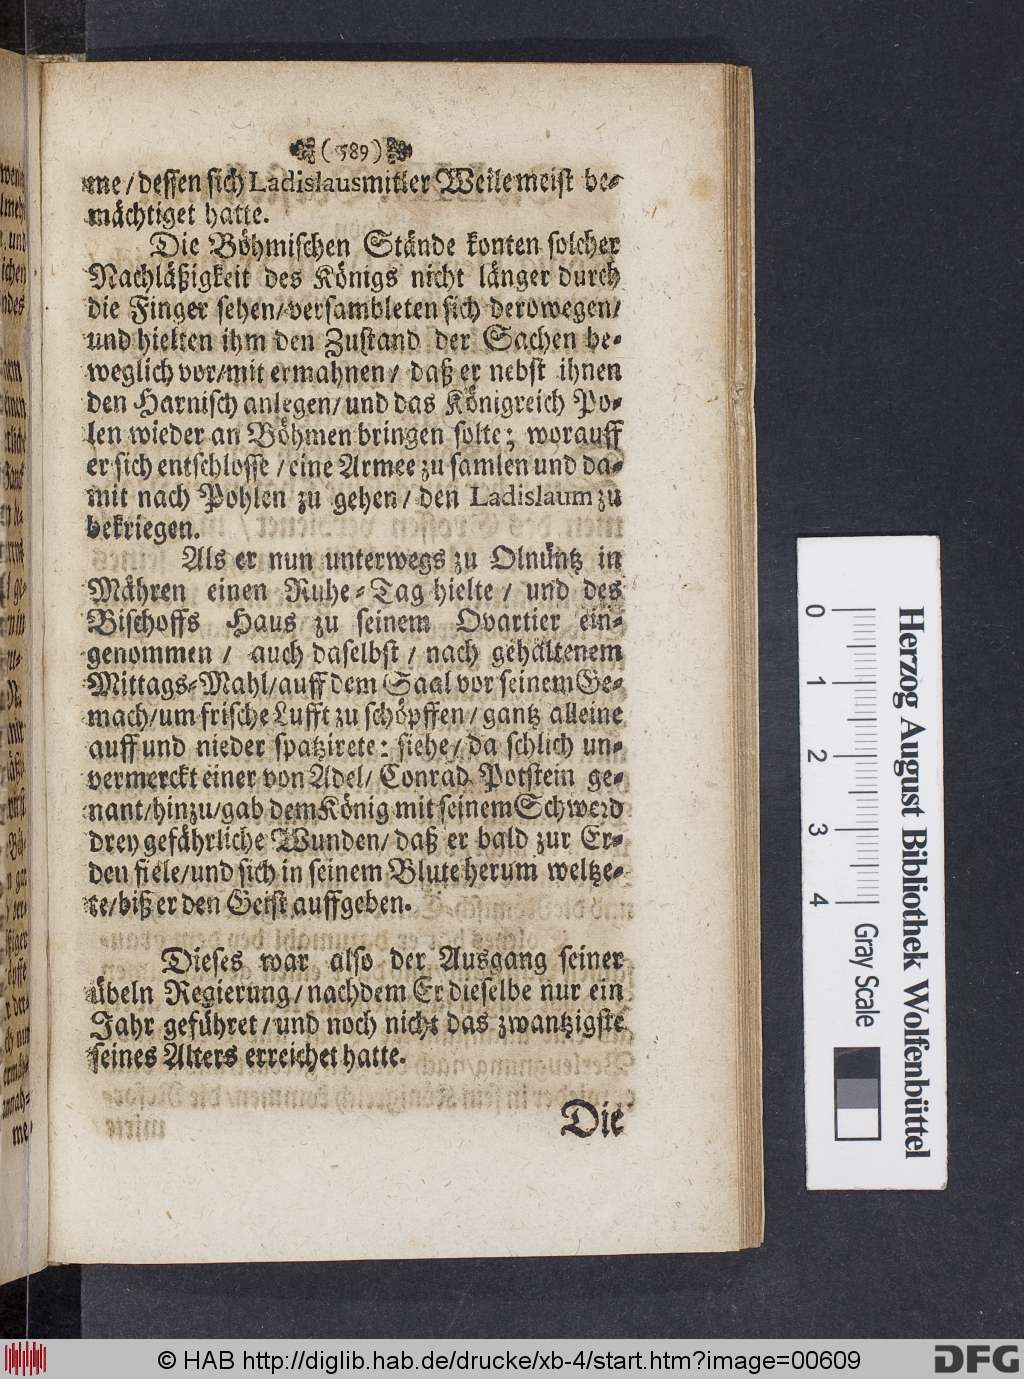 ( 589 )
me / dessen sich Ladislaus mitler Weile meist be-
mächtiget hatte.
Die Böhmischen Stände konten solcher
Nachläßigkeit des Königs nicht länger durch
die Finger sehen/versambleten sich derowegen/
und hielten ihm den Zustand der Sachen be-
weglich vor/mit ermahnen / daß er nebst ihnen
den Harnisch anlegen/und das Königreich Po-
len wieder an Böhmen bringen solte; worauff
er sich entschlosse / eine Armee zu samlen und da-
mit nach Pohlen zu gehen / den Ladislaum zu
bekriegen.
Als er nun unterwegs zu Olmüntz in
Mähren einen Ruhe-Tag hielte / und des
Bischoffs Haus zu seinem Qvartier ein-
genommen / auch daselbst / nach gehaltenem
Mittags-Mahl/auff dem Saal vor seinem Ge-
mach/um frische Lufft zu schöpffen / gantz alleine
auff und nieder spatzirete: siehe / da schlich un-
vermerckt einer von Adel / Conrad Potstein ge-
nant/hinzu/gab dem König mit seinem Schwerd
drey gefährliche Wunden/ daß er bald zur Er-
den fiele/und sich in seinem Blute herum weltze-
te/biß er den Geist auffgeben.
Dieses war also der Ausgang seiner
übeln Regierung / nachdem Er dieselbe nur ein
Jahr geführet / und noch nicht das zwantzigste
seines Alters erreichet hatte.
Die
0 1 2 3 4
Herzog August Bibliothek Wolfenbüttel
Gray Scale
© HAB http://diglib.hab.de/drucke/xb-4/start.htm?image=00609
DFG